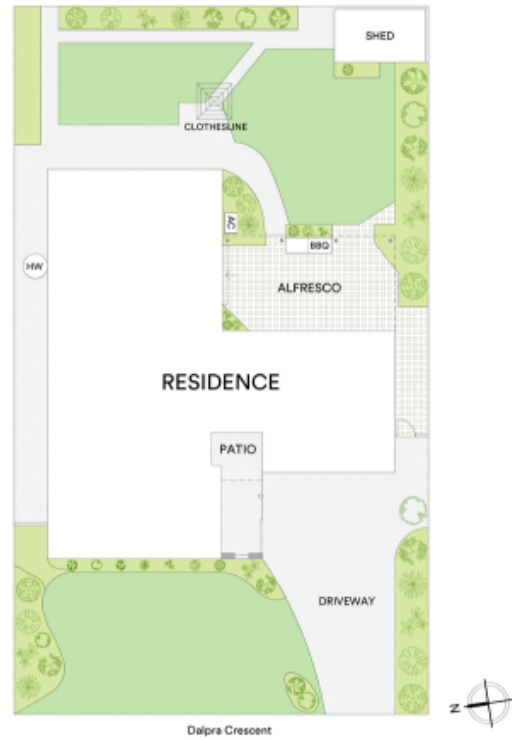 SHED
CLOTHESLINE
AC
BBQ
HW
ALFRESCO
RESIDENCE
PATIO
DRIVEWAY
N
Dalpra Crescent